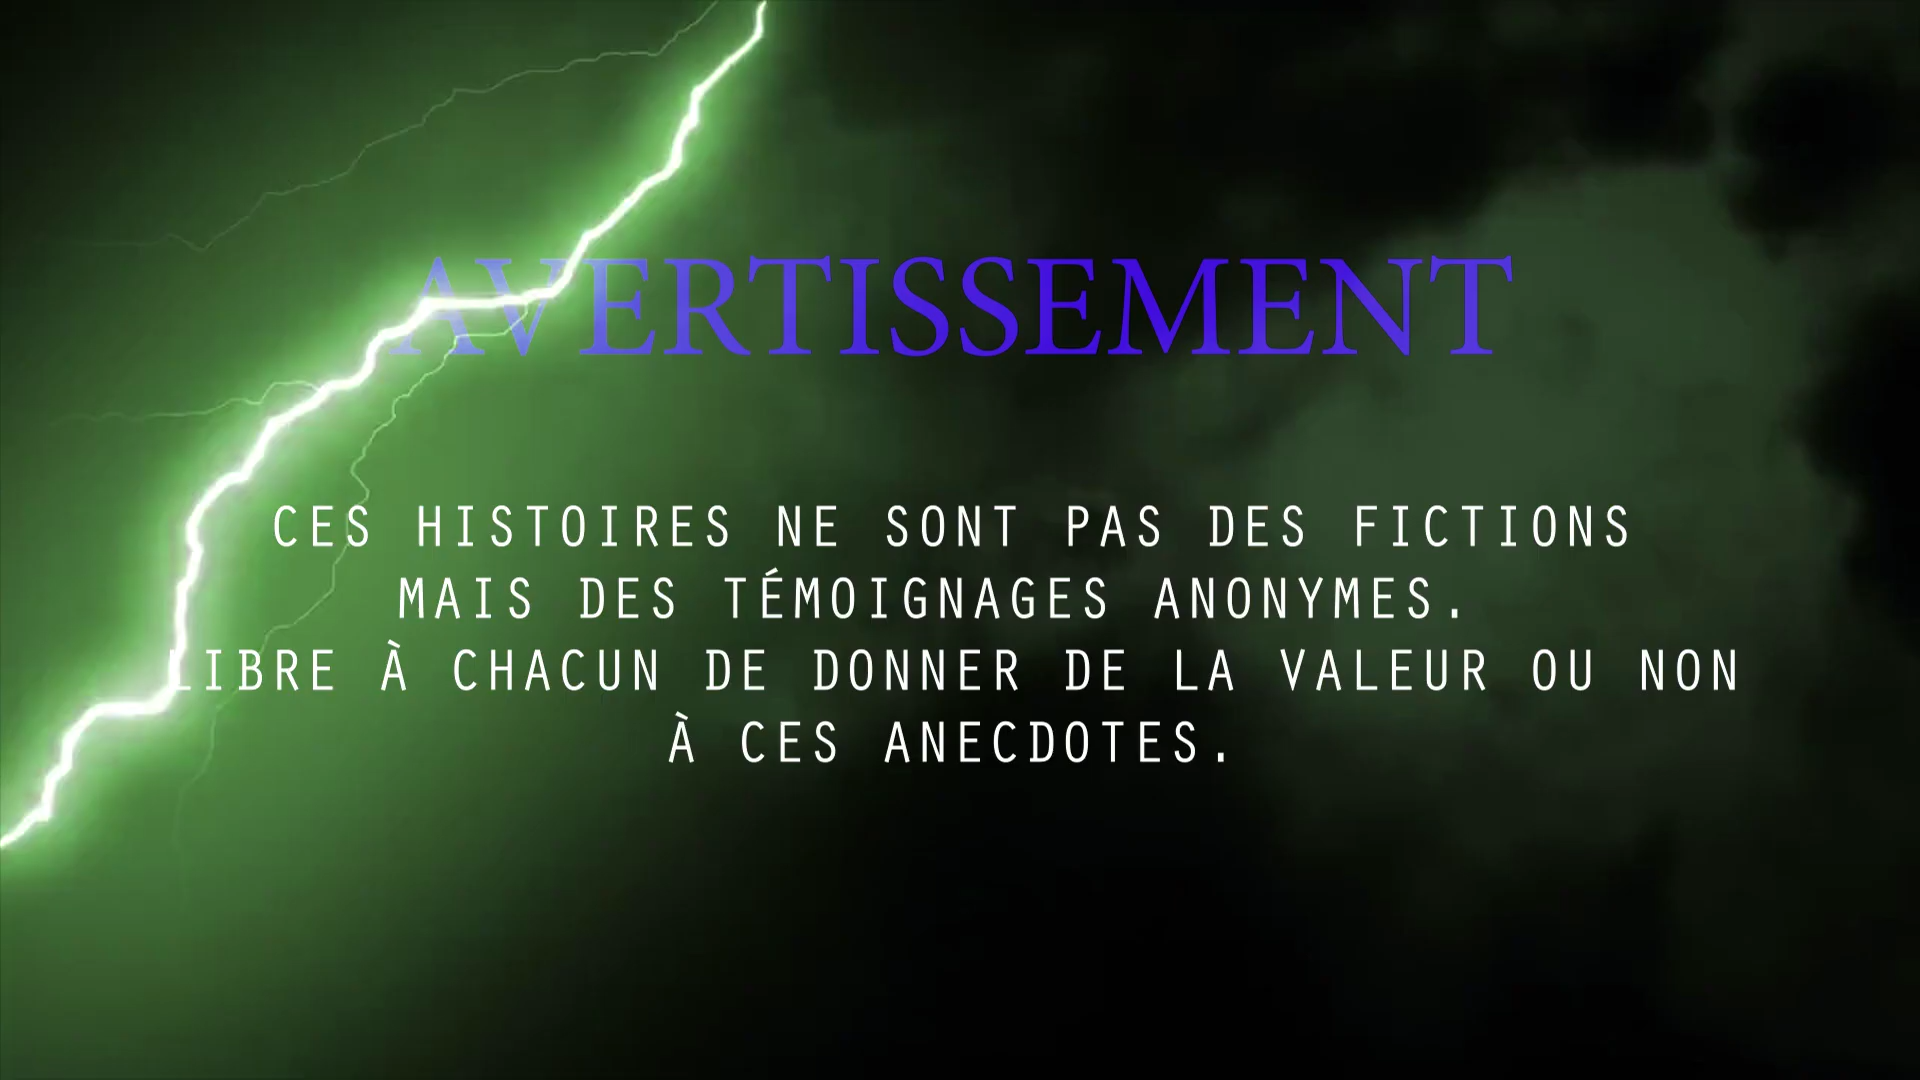 AVERTISSEMENT
CES HISTOIRES NE SONT PAS DES FICTIONS
MAIS DES TÉMOIGNAGES ANONYMES.
LIBRE À CHACUN DE DONNER DE LA VALEUR OU NON
À CES ANECDOTES.